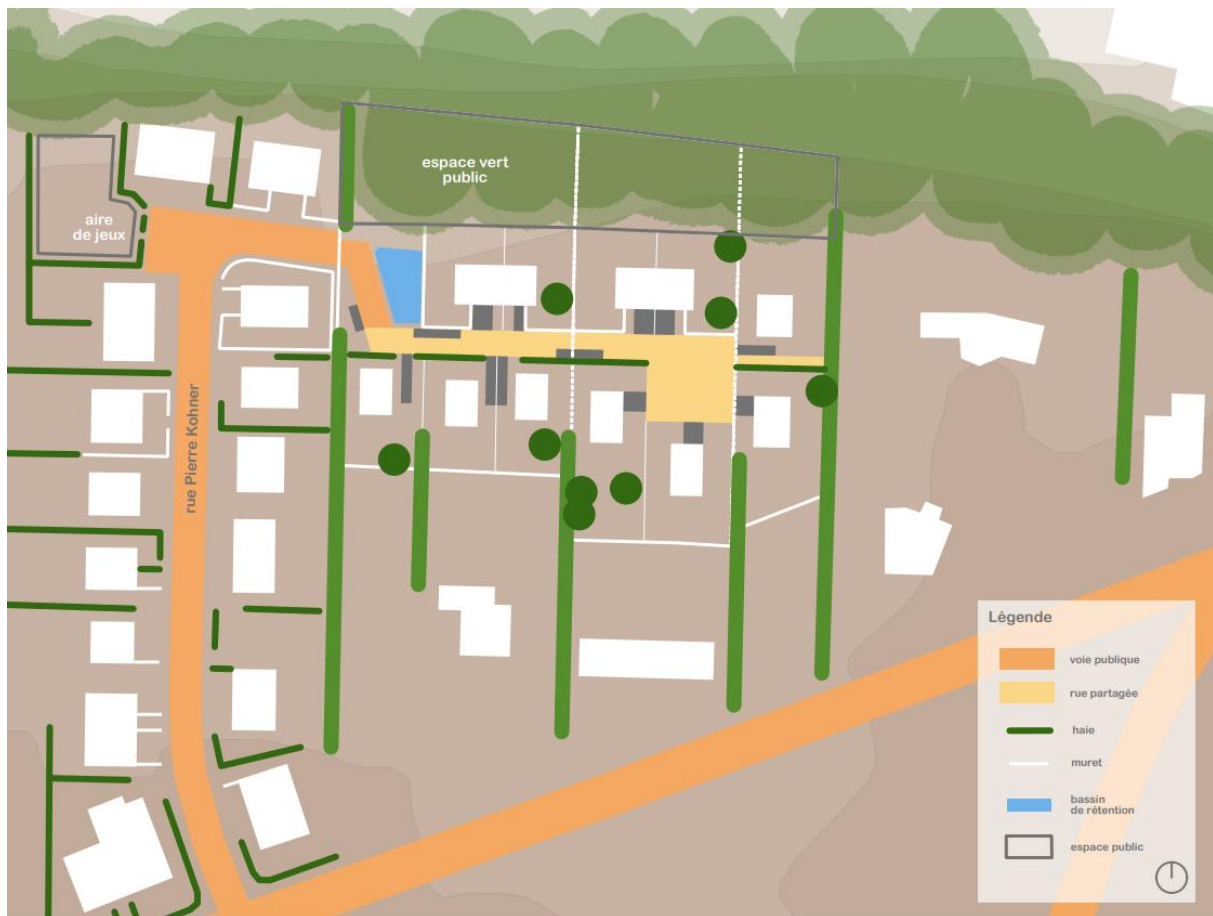 espace vert
public
aire
de jeux
rue Pierre Kohner
Légende
voie publique
rue partagée
haie
muret
bassin
de rétention
espace public